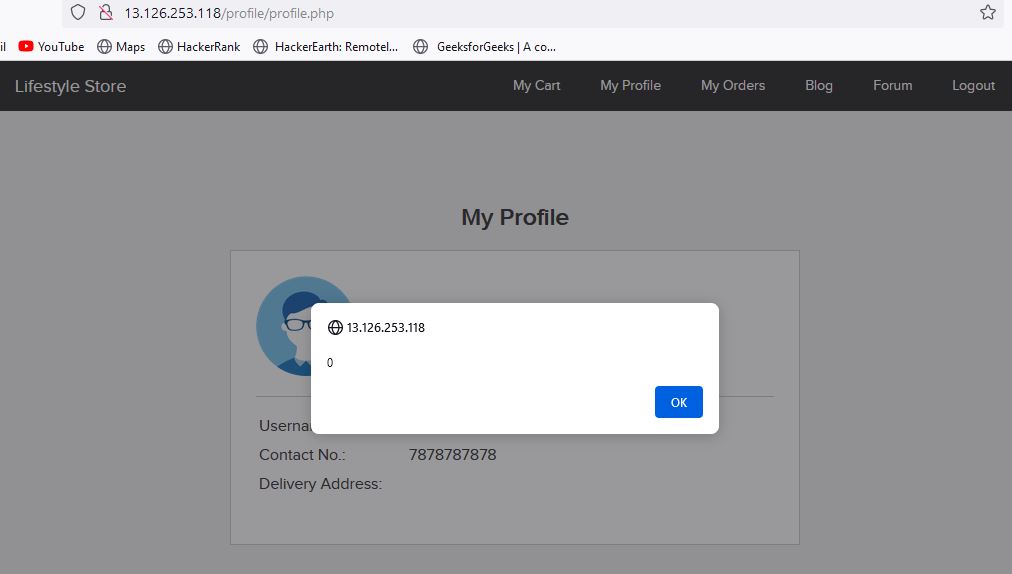 13.126.253.118/profile/profile.php
il YouTube Maps HackerRank HackerEarth: Remotel... GeeksforGeeks | A co...
Lifestyle Store My Cart My Profile My Orders Blog Forum Logout
My Profile
13.126.253.118
0
OK
Userna
Contact No.: 7878787878
Delivery Address: